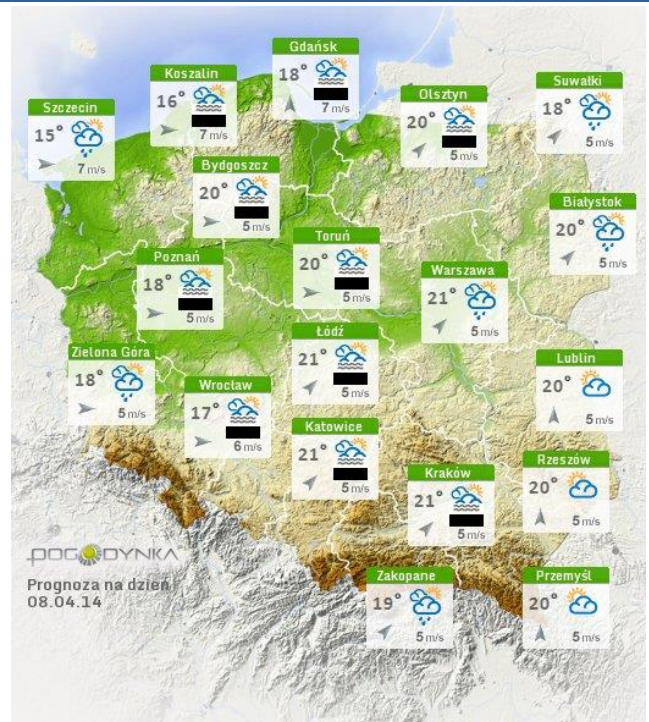 Gdańsk
18°
7 m/s
Koszalin
16°
7 m/s
Szczecin
15°
7 m/s
Olsztyn
20°
5 m/s
Suwałki
18°
5 m/s
Bydgoszcz
20°
5 m/s
Białystok
20°
5 m/s
Toruń
20°
5 m/s
Poznań
18°
5 m/s
Warszawa
21°
5 m/s
Łódź
21°
5 m/s
Zielona Góra
18°
5 m/s
Wrocław
17°
6 m/s
Lublin
20°
5 m/s
Katowice
21°
5 m/s
Kraków
21°
5 m/s
Rzeszów
20°
5 m/s
POGODYNKA
Prognoza na dzień
08.04.14
Zakopane
19°
5 m/s
Przemyśl
20°
5 m/s